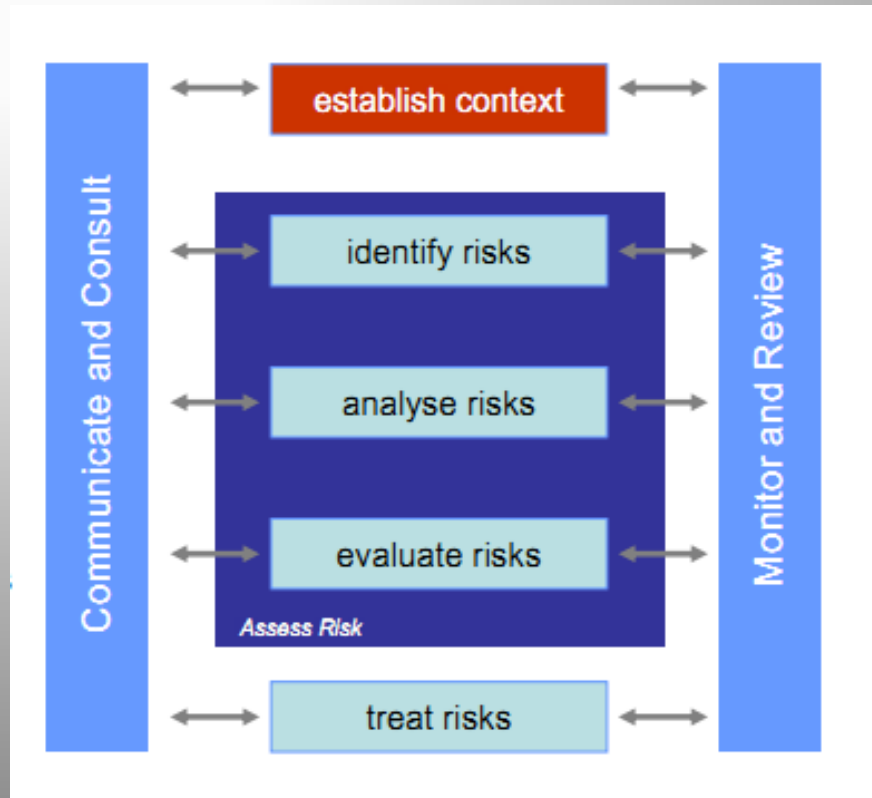 establish context
Communicate and Consult
identify risks
analyse risks
evaluate risks
Assess Risk
treat risks
Monitor and Review